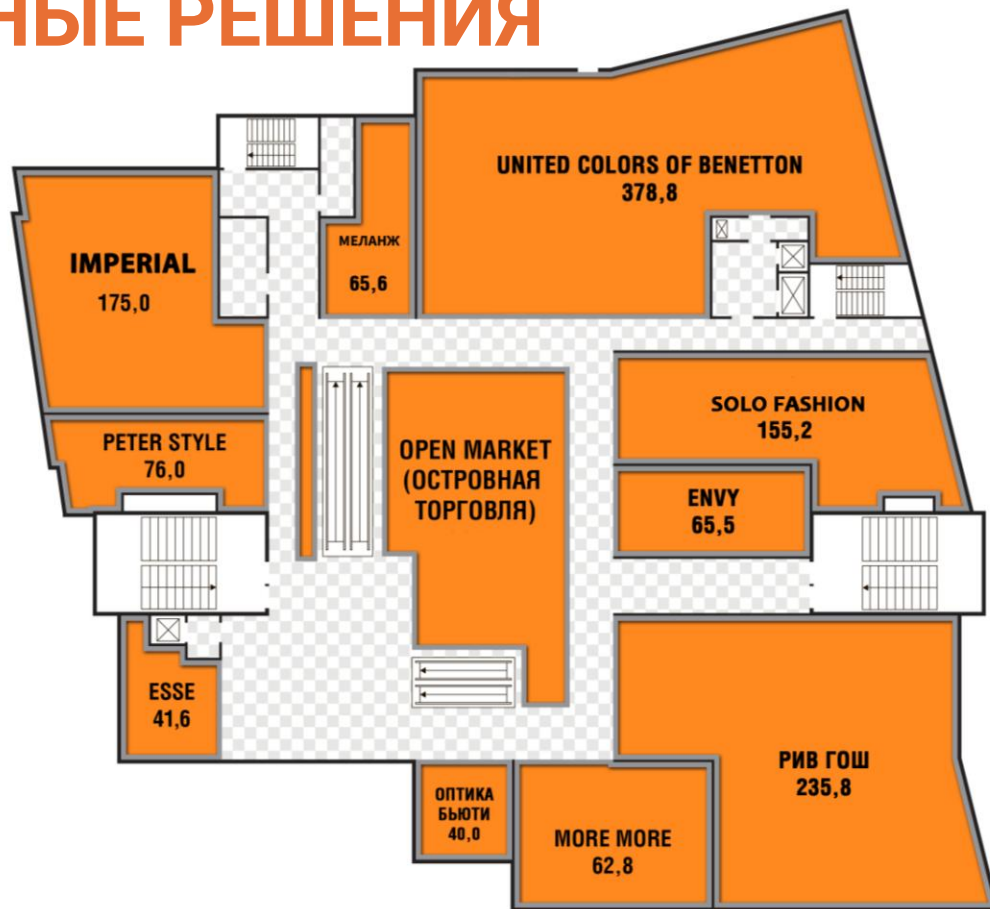 НЫЕ РЕШЕНИЯ
UNITED COLORS OF BENETTON
378,8
МЕЛАНЖ
65,6
IMPERIAL
175,0
SOLO FASHION
155,2
PETER STYLE
76,0
OPEN MARKET
(ОСТРОВНАЯ
ТОРГОВЛЯ)
ENVY
65,5
ESSE
41,6
РИВ ГОШ
235,8
ОПТИКА
БЬЮТИ
40,0
MORE MORE
62,8